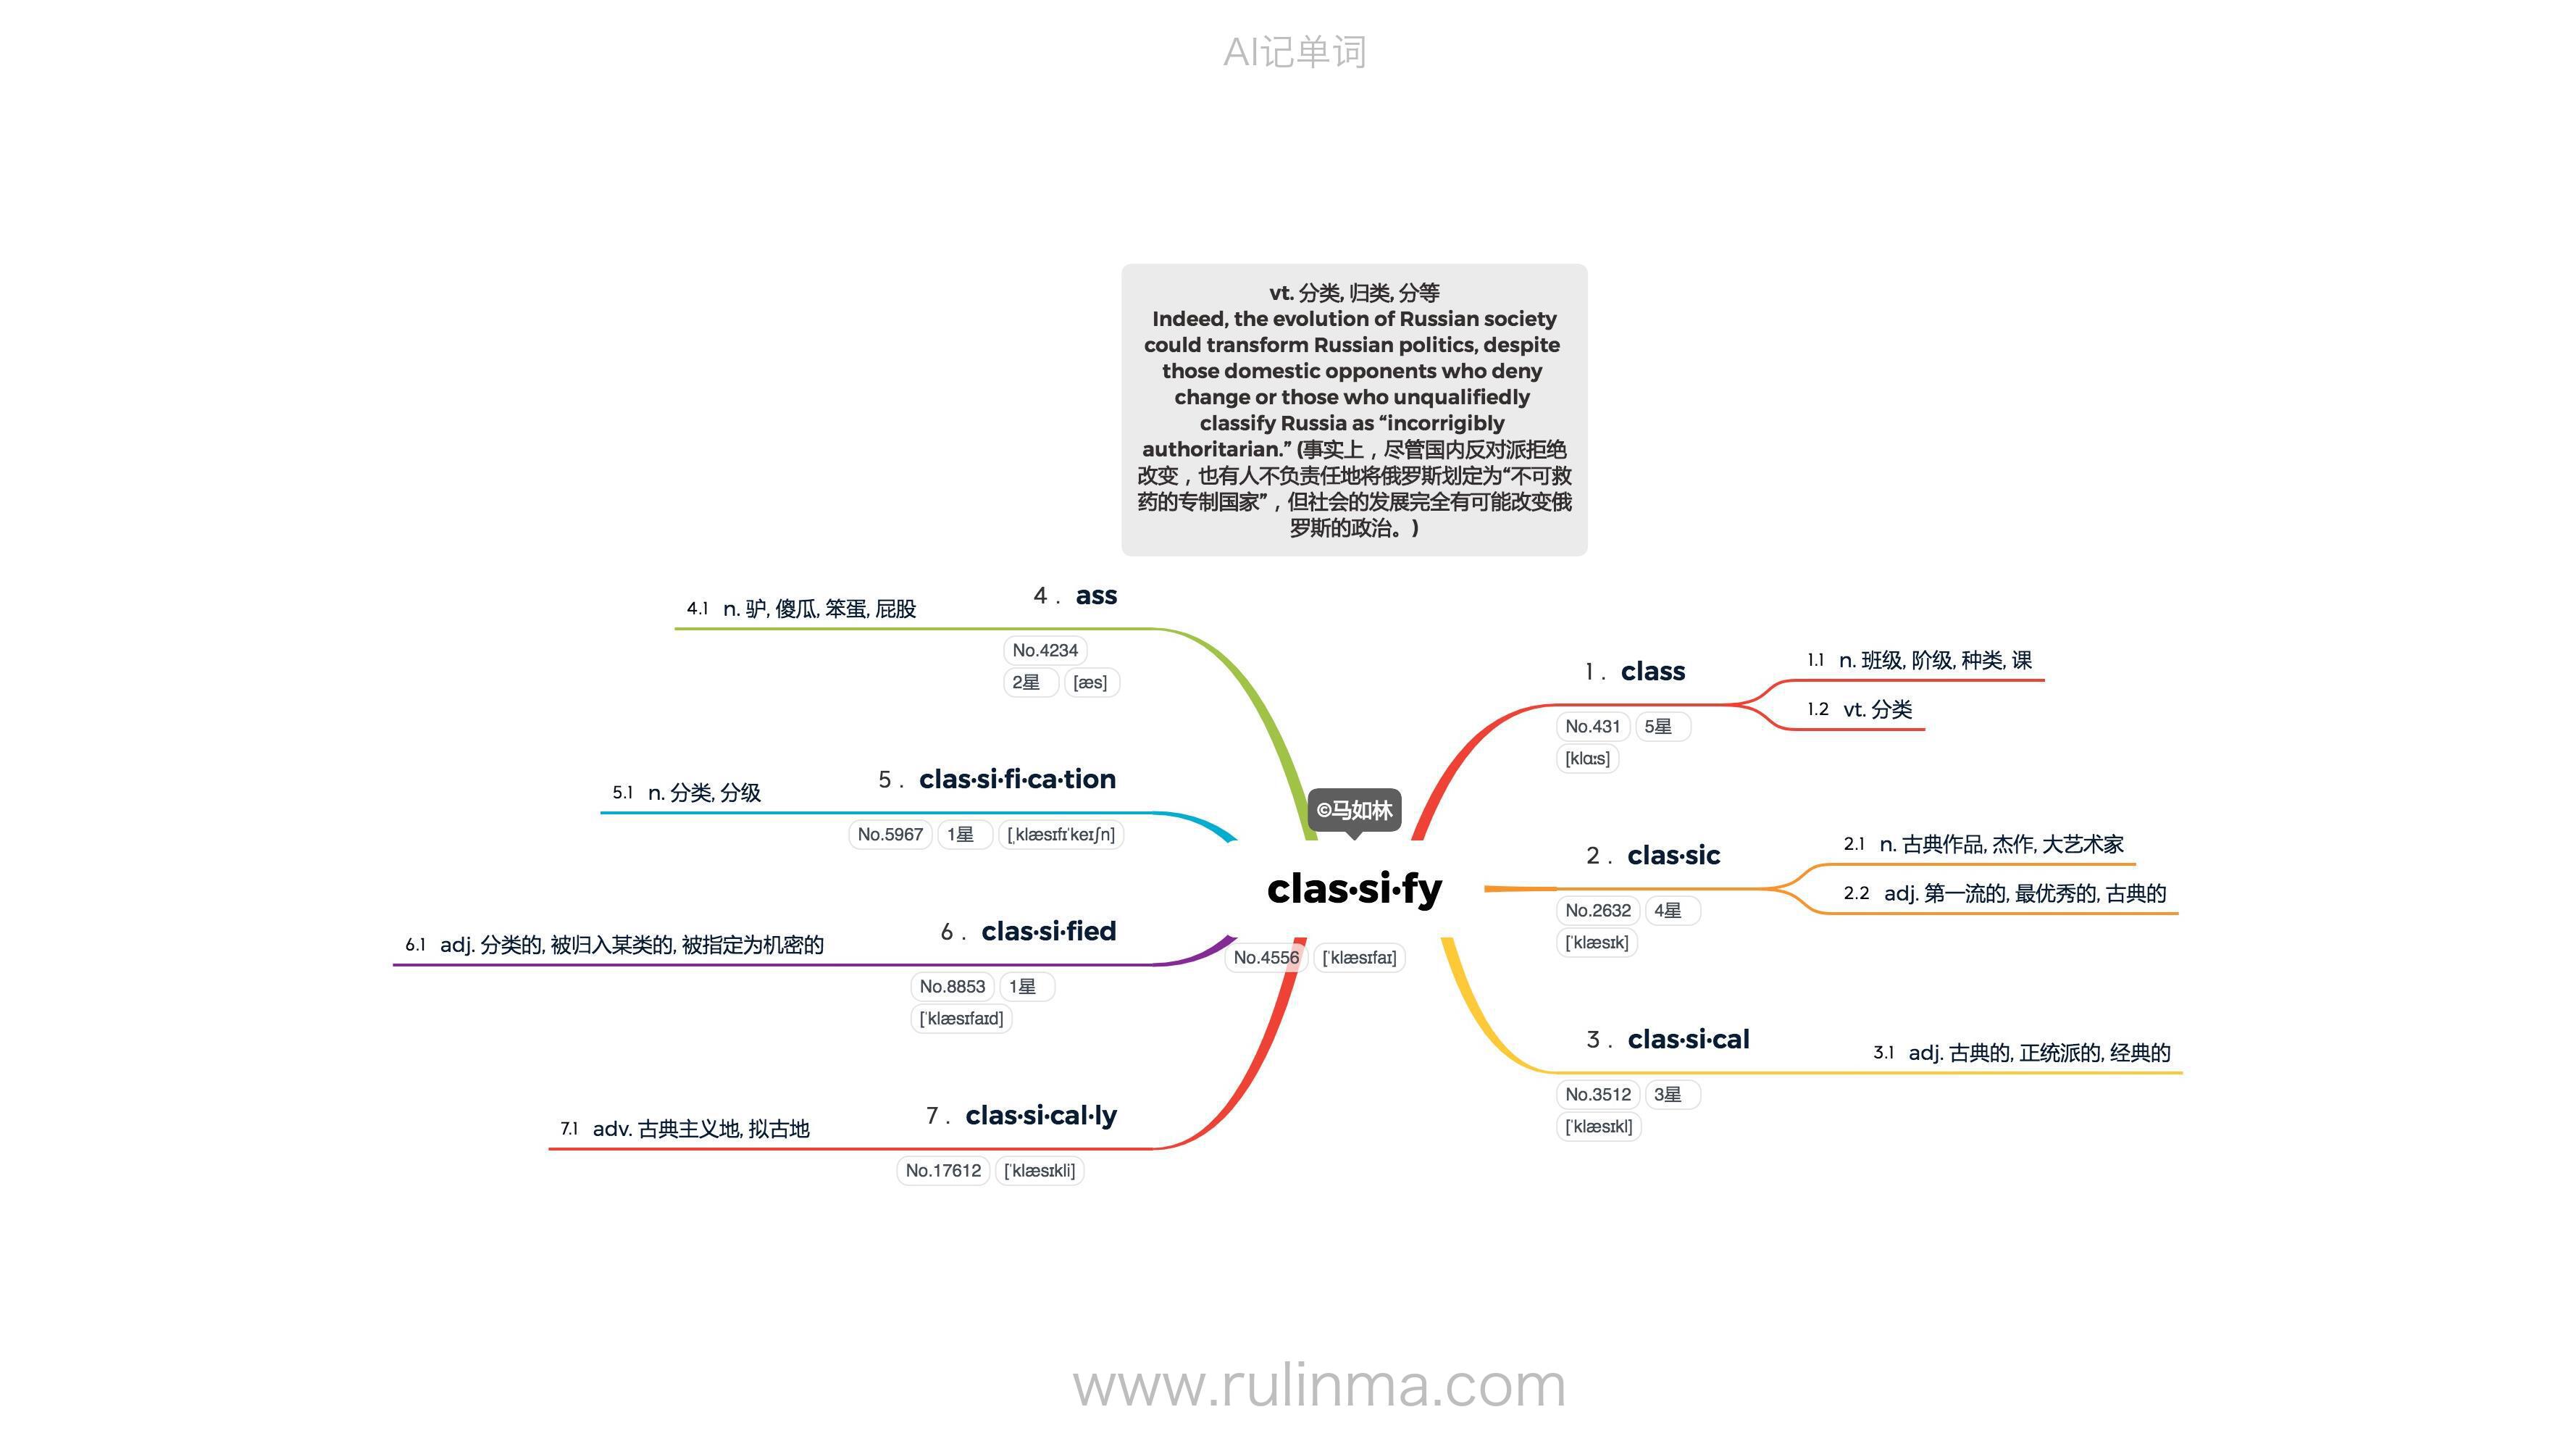 AI记单词
vt. 分类, 归类, 分等
Indeed, the evolution of Russian society
could transform Russian politics, despite
those domestic opponents who deny
change or those who unqualifiedly
classify Russia as “incorrigibly
authoritarian.” (事实上，尽管国内反对派拒绝
改变，也有人不负责任地将俄罗斯划定为“不可救
药的专制国家”，但社会的发展完全有可能改变俄
罗斯的政治。)
©马如林
clas·si·fy
No.4556 [ˈklæsɪfaɪ]
1. class
No.431 5星
[klɑːs]
1.1 n. 班级, 阶级, 种类, 课
1.2 vt. 分类
2. clas·sic
No.2632 4星
[ˈklæsɪk]
2.1 n. 古典作品, 杰作, 大艺术家
2.2 adj. 第一流的, 最优秀的, 古典的
3. clas·si·cal
No.3512 3星
[ˈklæsɪkl]
3.1 adj. 古典的, 正统派的, 经典的
4. ass
No.4234
2星 [æs]
4.1 n. 驴, 傻瓜, 笨蛋, 屁股
5. clas·si·fi·ca·tion
No.5967 1星 [ˌklæsɪfɪˈkeɪʃn]
5.1 n. 分类, 分级
6. clas·si·fied
No.8853 1星
[ˈklæsɪfaɪd]
6.1 adj. 分类的, 被归入某类的, 被指定为机密的
7. clas·si·cal·ly
No.17612 [ˈklæsɪkli]
7.1 adv. 古典主义地, 拟古地
www.rulinma.com